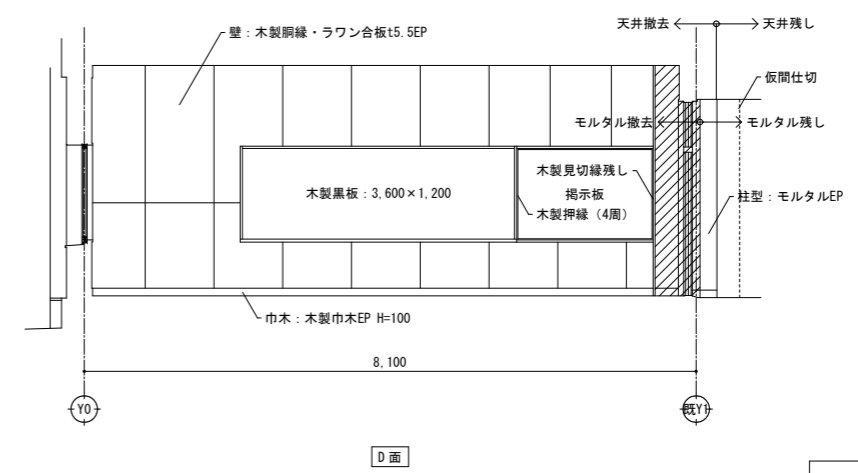 天井撤去
天井残し
壁：木製胴縁・ラワン合板t5.5EP
仮間仕切
モルタル撤去
モルタル残し
木製見切縁残し
木製黒板：3,600×1,200
掲示板
柱型：モルタルEP
木製押縁（4周）
巾木：木製巾木EP H=100
8,100
Y0
既Y1
D面